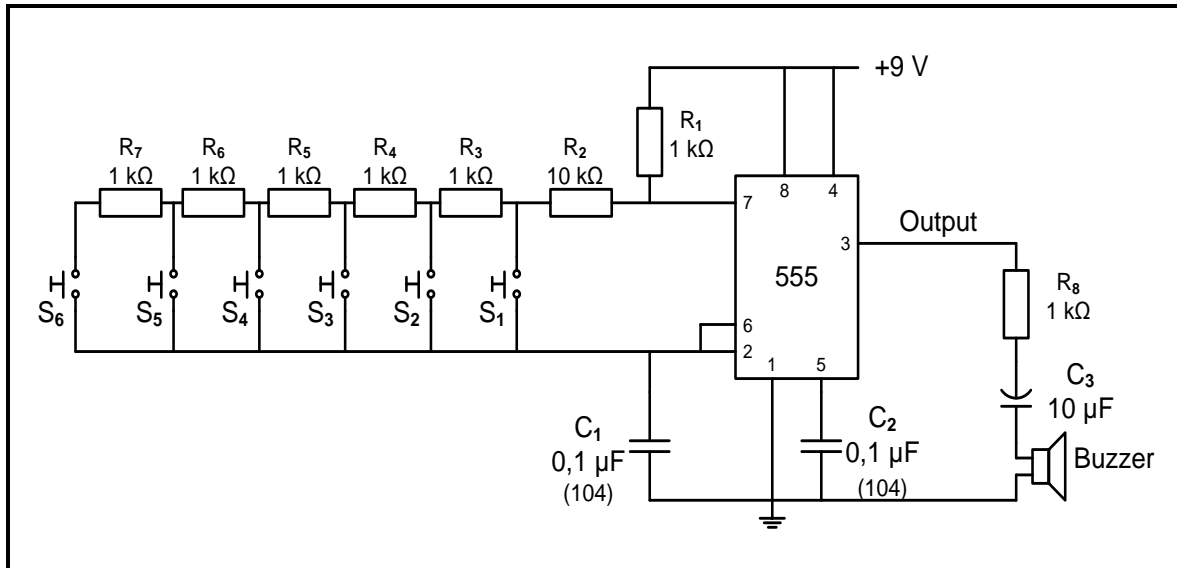 +9 V
R₁
1 kΩ
R₇
1 kΩ
R₆
1 kΩ
R₅
1 kΩ
R₄
1 kΩ
R₃
1 kΩ
R₂
10 kΩ
7
8
4
3
Output
555
6
2
1
5
S₆
S₅
S₄
S₃
S₂
S₁
R₈
1 kΩ
C₃
10 µF
Buzzer
C₁
0,1 µF
(104)
C₂
0,1 µF
(104)